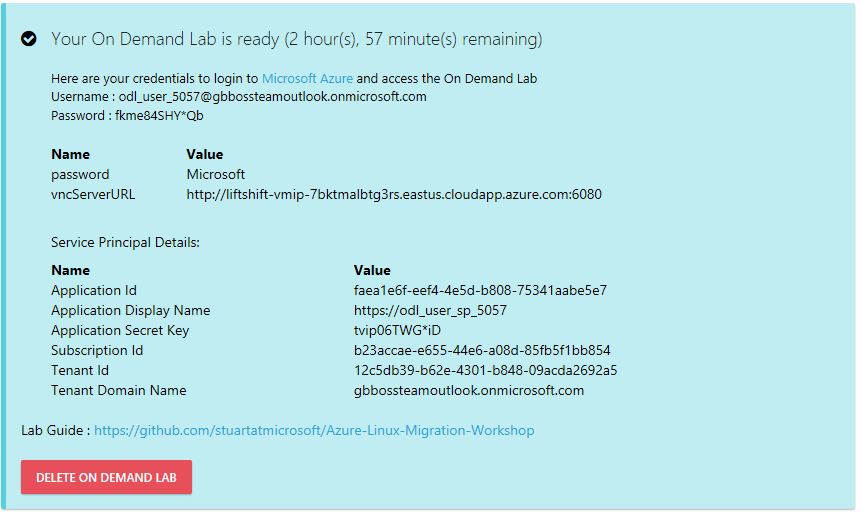 Your On Demand Lab is ready (2 hour(s), 57 minute(s) remaining)
Here are your credentials to login to Microsoft Azure and access the On Demand Lab
Username : odl_user_5057@gbbossteamoutlook.onmicrosoft.com
Password : fkme84SHY*Qb
Name Value
password Microsoft
vncServerURL http://liftshift-vmip-7bktmalbtg3rs.eastus.cloudapp.azure.com:6080
Service Principal Details:
Name Value
Application Id faea1e6f-eef4-4e5d-b808-75341aabe5e7
Application Display Name https://odl_user_sp_5057
Application Secret Key tvip06TWG*iD
Subscription Id b23accae-e655-44e6-a08d-85fb5f1bb854
Tenant Id 12c5db39-b62e-4301-b848-09acda2692a5
Tenant Domain Name gbbossteamoutlook.onmicrosoft.com
Lab Guide : https://github.com/stuartatmicrosoft/Azure-Linux-Migration-Workshop
DELETE ON DEMAND LAB